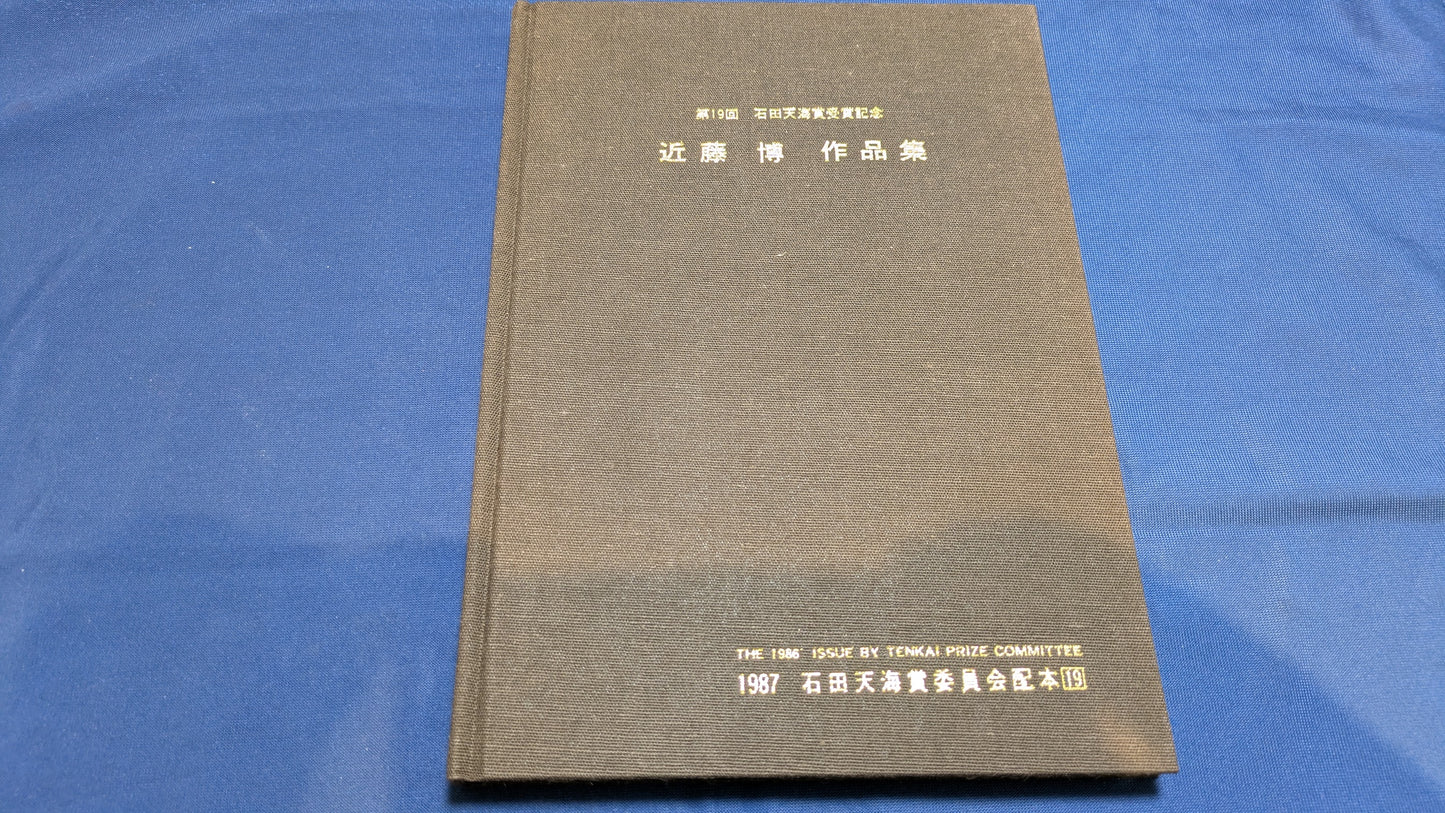 第19回 石田天海賞受賞記念
近藤 博 作品集
THE 1986' ISSUE BY TENKAI PRIZE COMMITTEE
1987 石田天海賞委員会配本19